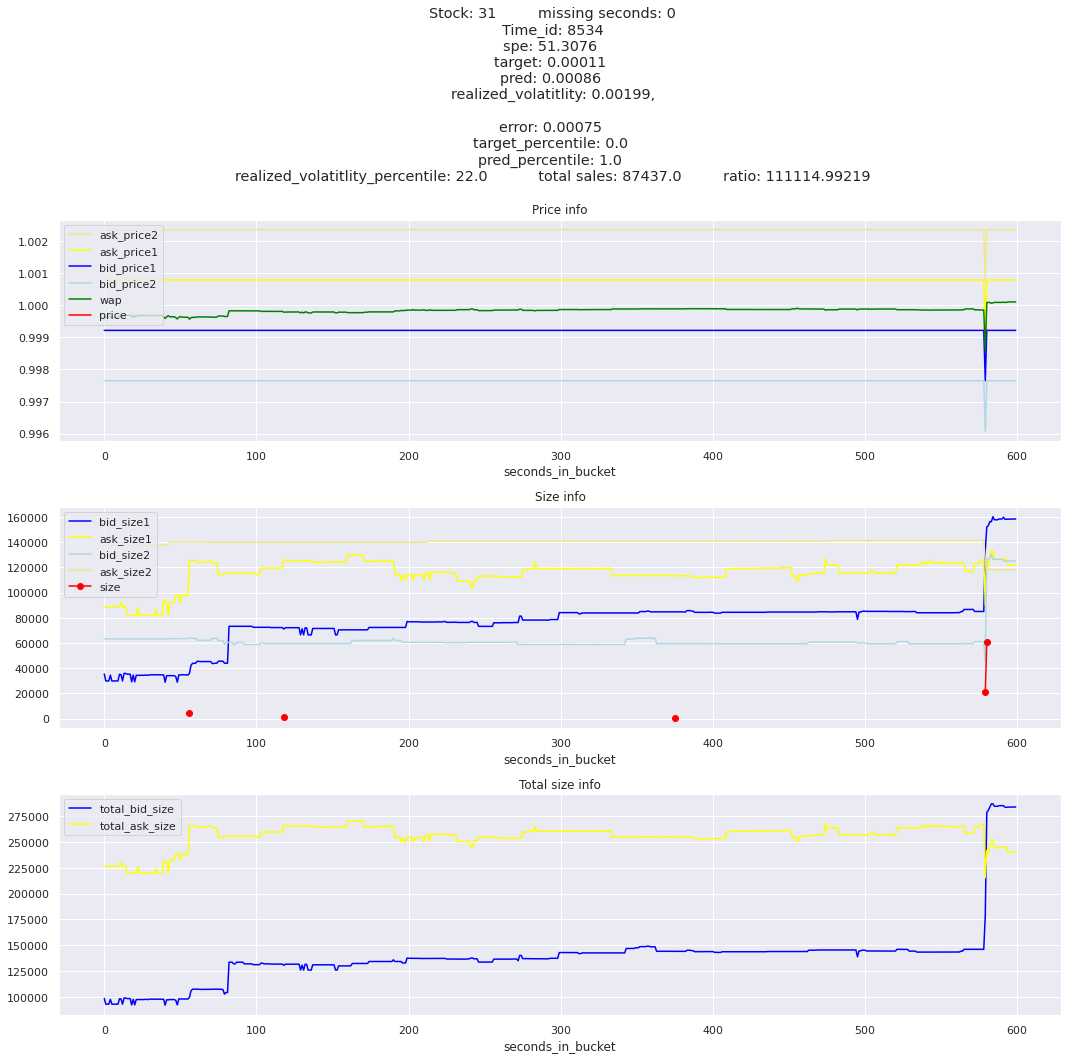 Stock: 31 missing seconds: 0
Time_id: 8534
spe: 51.3076
target: 0.00011
pred: 0.00086
realized_volatitlity: 0.00199,
error: 0.00075
target_percentile: 0.0
pred_percentile: 1.0
realized_volatitlity_percentile: 22.0 total sales: 87437.0 ratio: 111114.99219
Price info
ask_price2
ask_price1
bid_price1
bid_price2
wap
price
1.002
1.001
1.000
0.999
0.998
0.997
0.996
0 100 200 300 400 500 600
seconds_in_bucket
Size info
bid_size1
ask_size1
bid_size2
ask_size2
size
160000
140000
120000
100000
80000
60000
40000
20000
0
0 100 200 300 400 500 600
seconds_in_bucket
Total size info
total_bid_size
total_ask_size
275000
250000
225000
200000
175000
150000
125000
100000
0 100 200 300 400 500 600
seconds_in_bucket